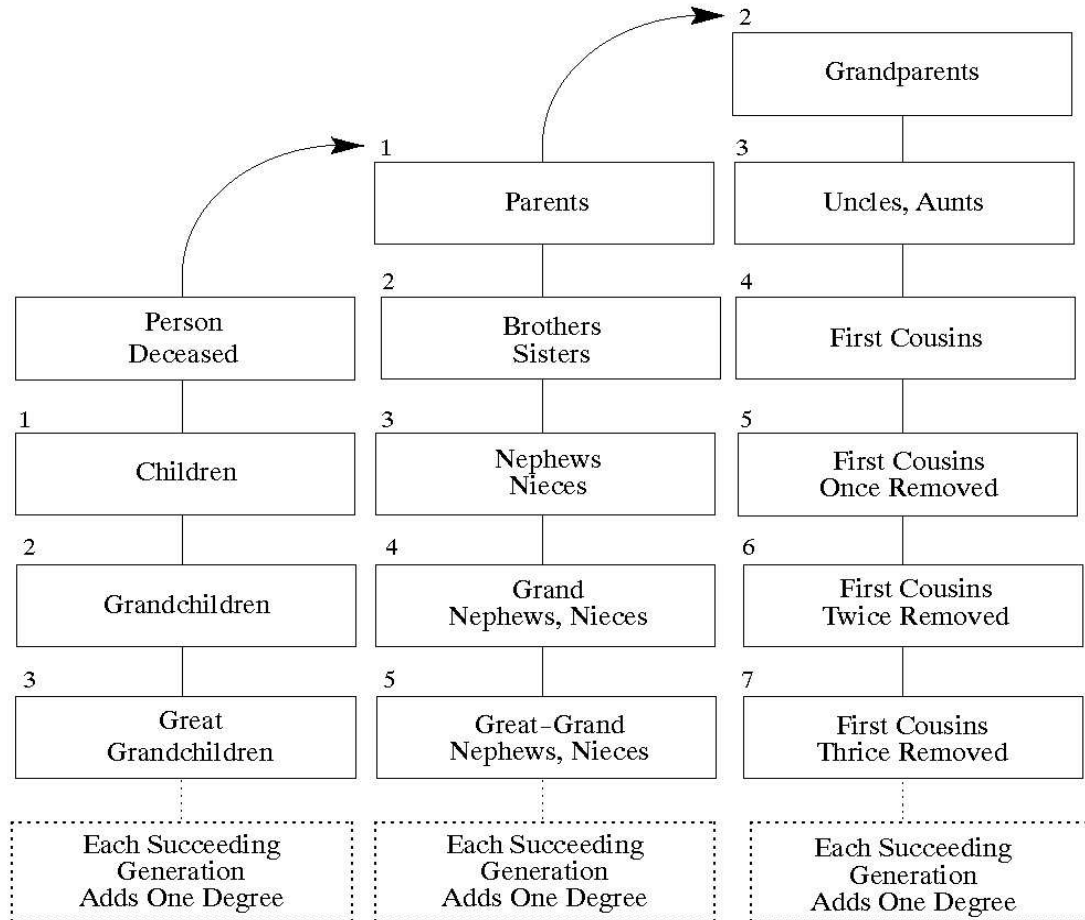 2
Grandparents
1
Parents
3
Uncles, Aunts
Person
Deceased
2
Brothers
Sisters
4
First Cousins
1
Children
3
Nephews
Nieces
5
First Cousins
Once Removed
2
Grandchildren
4
Grand
Nephews, Nieces
6
First Cousins
Twice Removed
3
Great
Grandchildren
5
Great-Grand
Nephews, Nieces
7
First Cousins
Thrice Removed
Each Succeeding
Generation
Adds One Degree
Each Succeeding
Generation
Adds One Degree
Each Succeeding
Generation
Adds One Degree